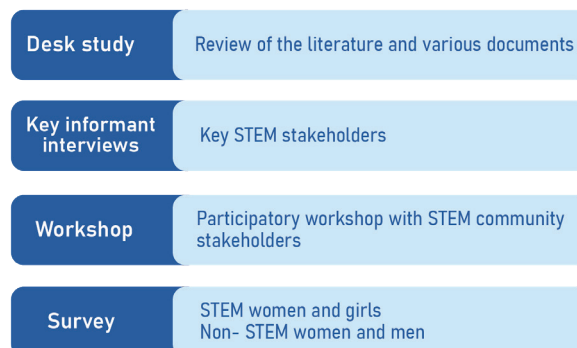 Desk study
Review of the literature and various documents
Key informant
interviews
Key STEM stakeholders
Workshop
Participatory workshop with STEM community
stakeholders
Survey
STEM women and girls
Non- STEM women and men